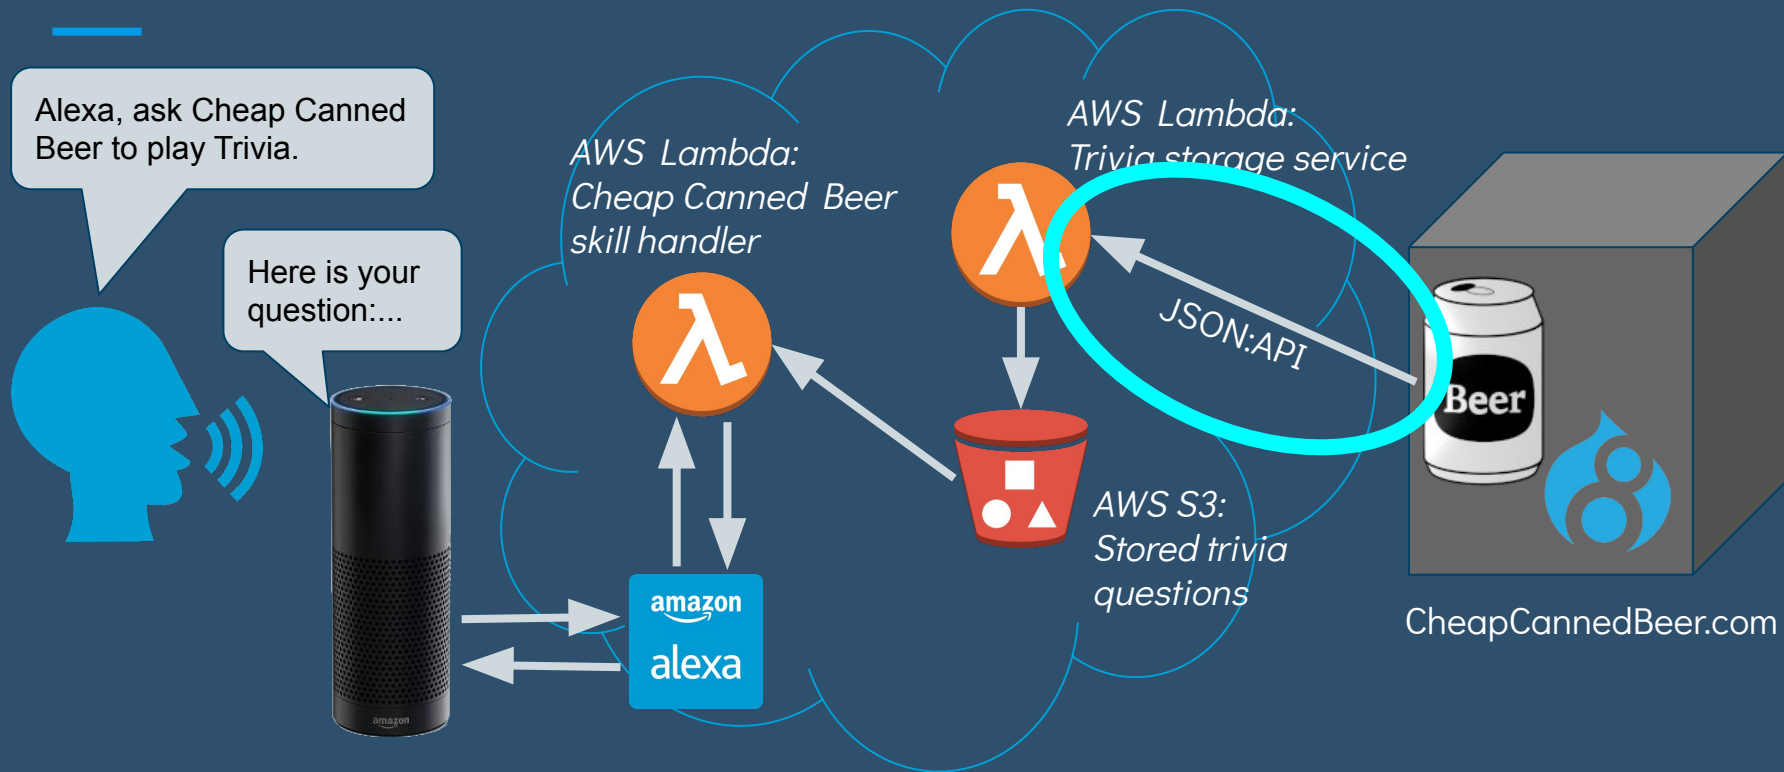 Alexa, ask Cheap Canned
Beer to play Trivia.
Here is your
question:...
AWS Lambda:
Cheap Canned Beer
skill handler
AWS Lambda:
Trivia storage service
JSON:API
Beer
AWS S3:
Stored trivia
questions
CheapCannedBeer.com
amazon
alexa
amazon